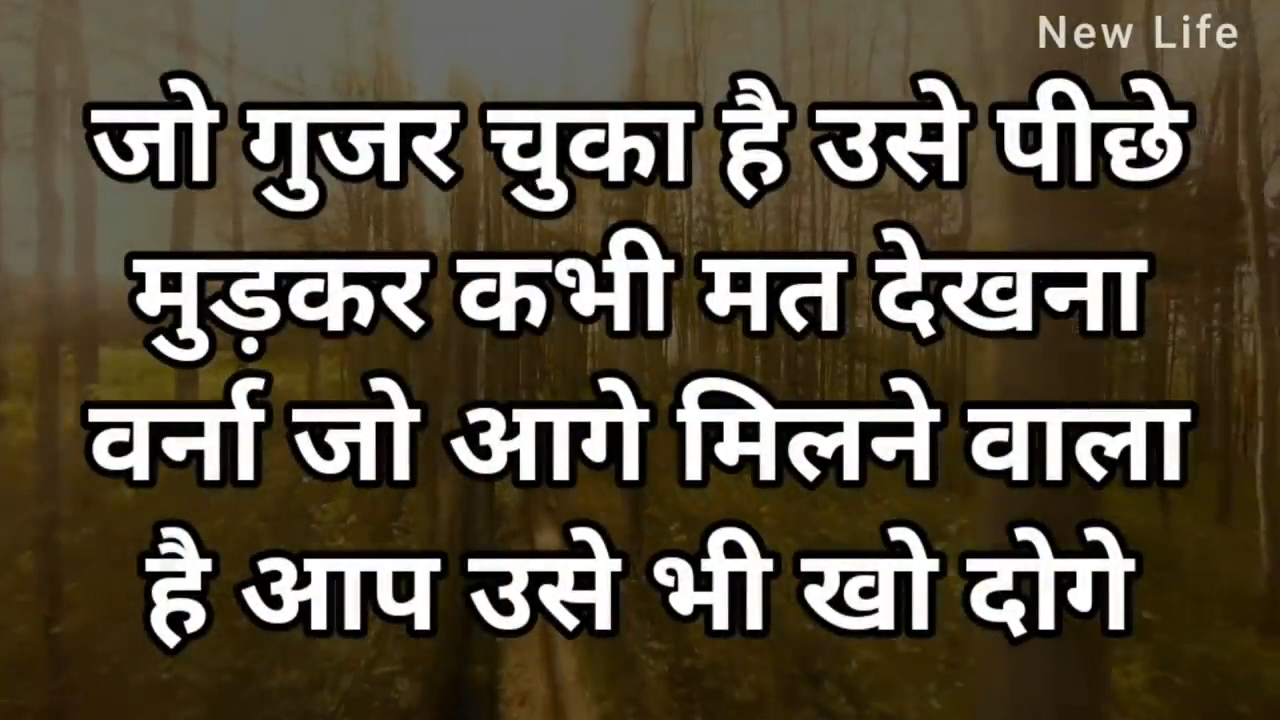 New Life
जो गुजर चुका है उसे पीछे
मुड़कर कभी मत देखना
वर्ना जो आगे मिलने वाला
है आप उसे भी खो दोगे